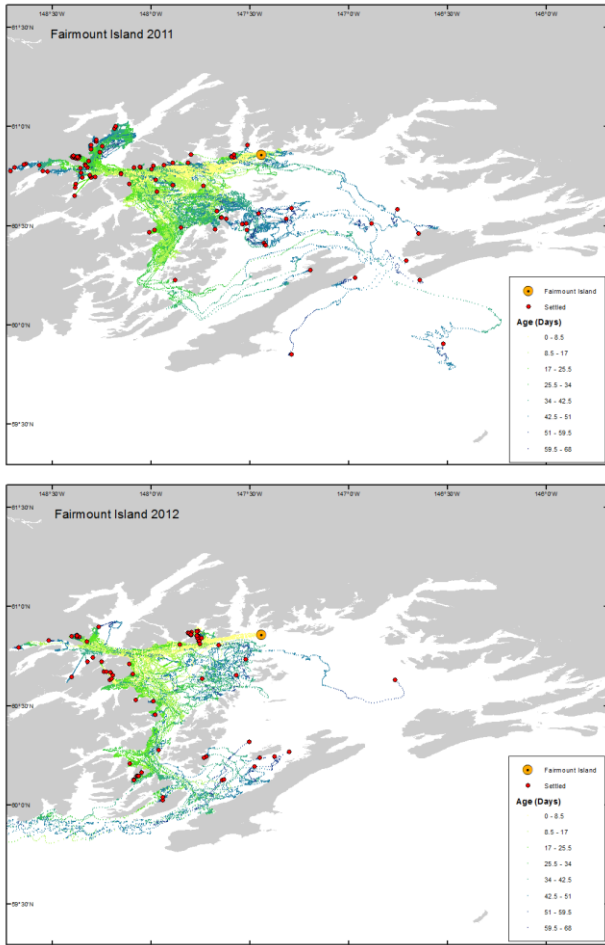 148°30'W 148°0'W 147°30'W 147°0'W 146°30'W 146°0'W
Fairmount Island 2011
61°30'N
61°0'N
60°30'N
60°0'N
59°30'N
Fairmount Island
Settled
Age (Days)
0 - 8.5
8.5 - 17
17 - 25.5
25.5 - 34
34 - 42.5
42.5 - 51
51 - 59.5
59.5 - 68
148°30'W 148°0'W 147°30'W 147°0'W 146°30'W 146°0'W
Fairmount Island 2012
61°30'N
61°0'N
60°30'N
60°0'N
59°30'N
Fairmount Island
Settled
Age (Days)
0 - 8.5
8.5 - 17
17 - 25.5
25.5 - 34
34 - 42.5
42.5 - 51
51 - 59.5
59.5 - 68